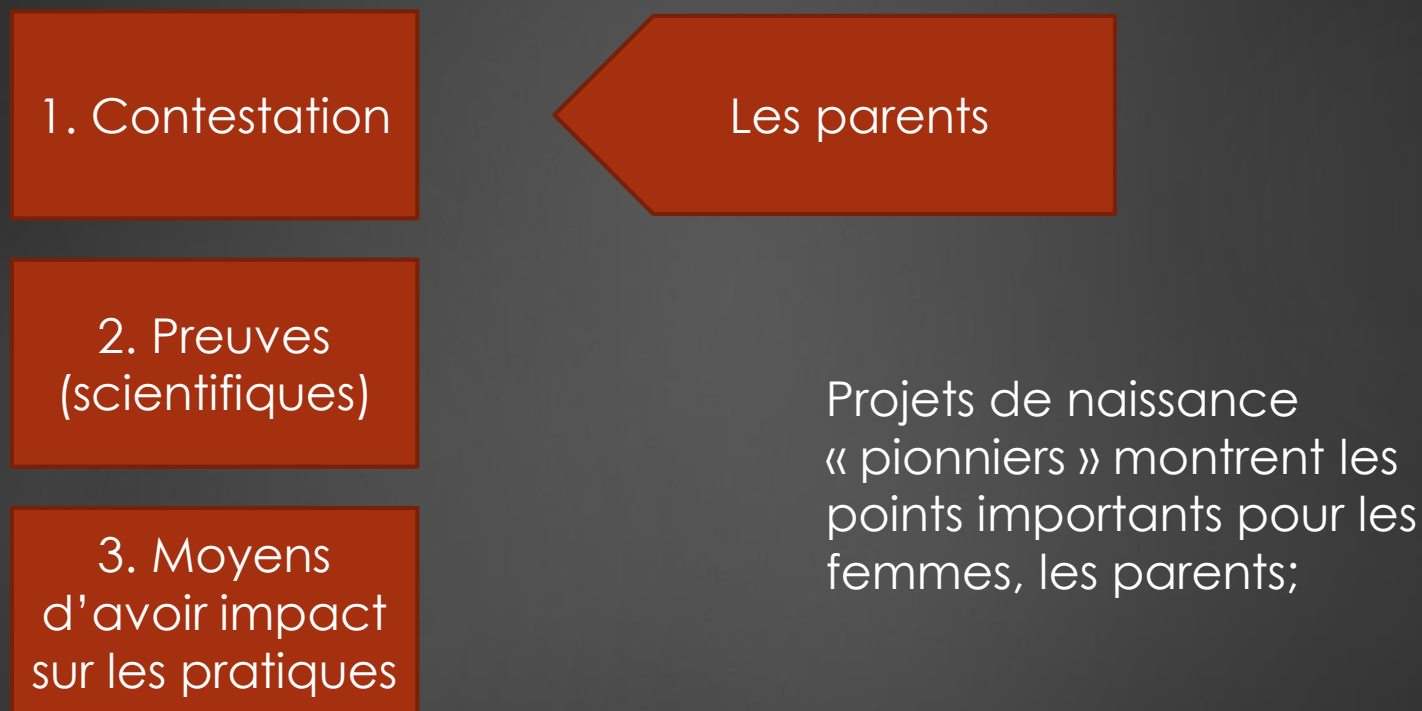 1. Contestation
Les parents
2. Preuves
(scientifiques)
3. Moyens
d’avoir impact
sur les pratiques
Projets de naissance
« pionniers » montrent les
points importants pour les
femmes, les parents;